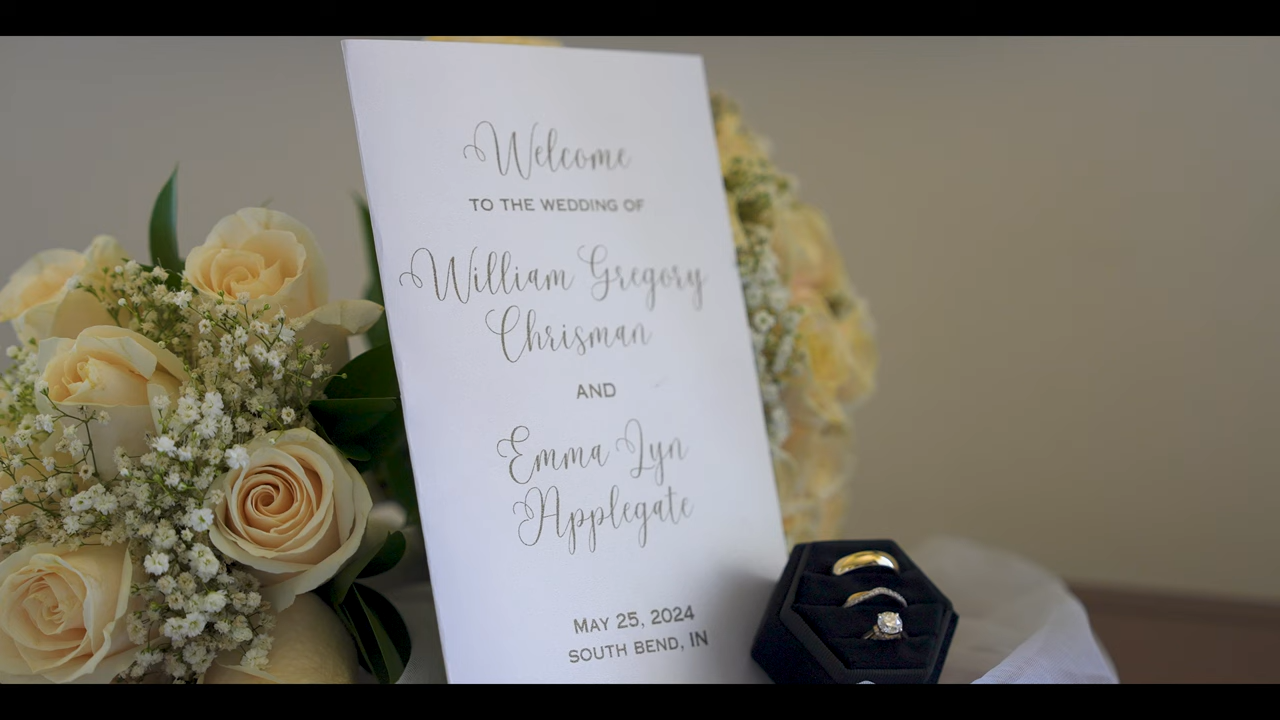 Welcome
TO THE WEDDING OF
William Gregory
Chrisman
AND
Emma Lyn
Applegate
MAY 25, 2024
SOUTH BEND, IN